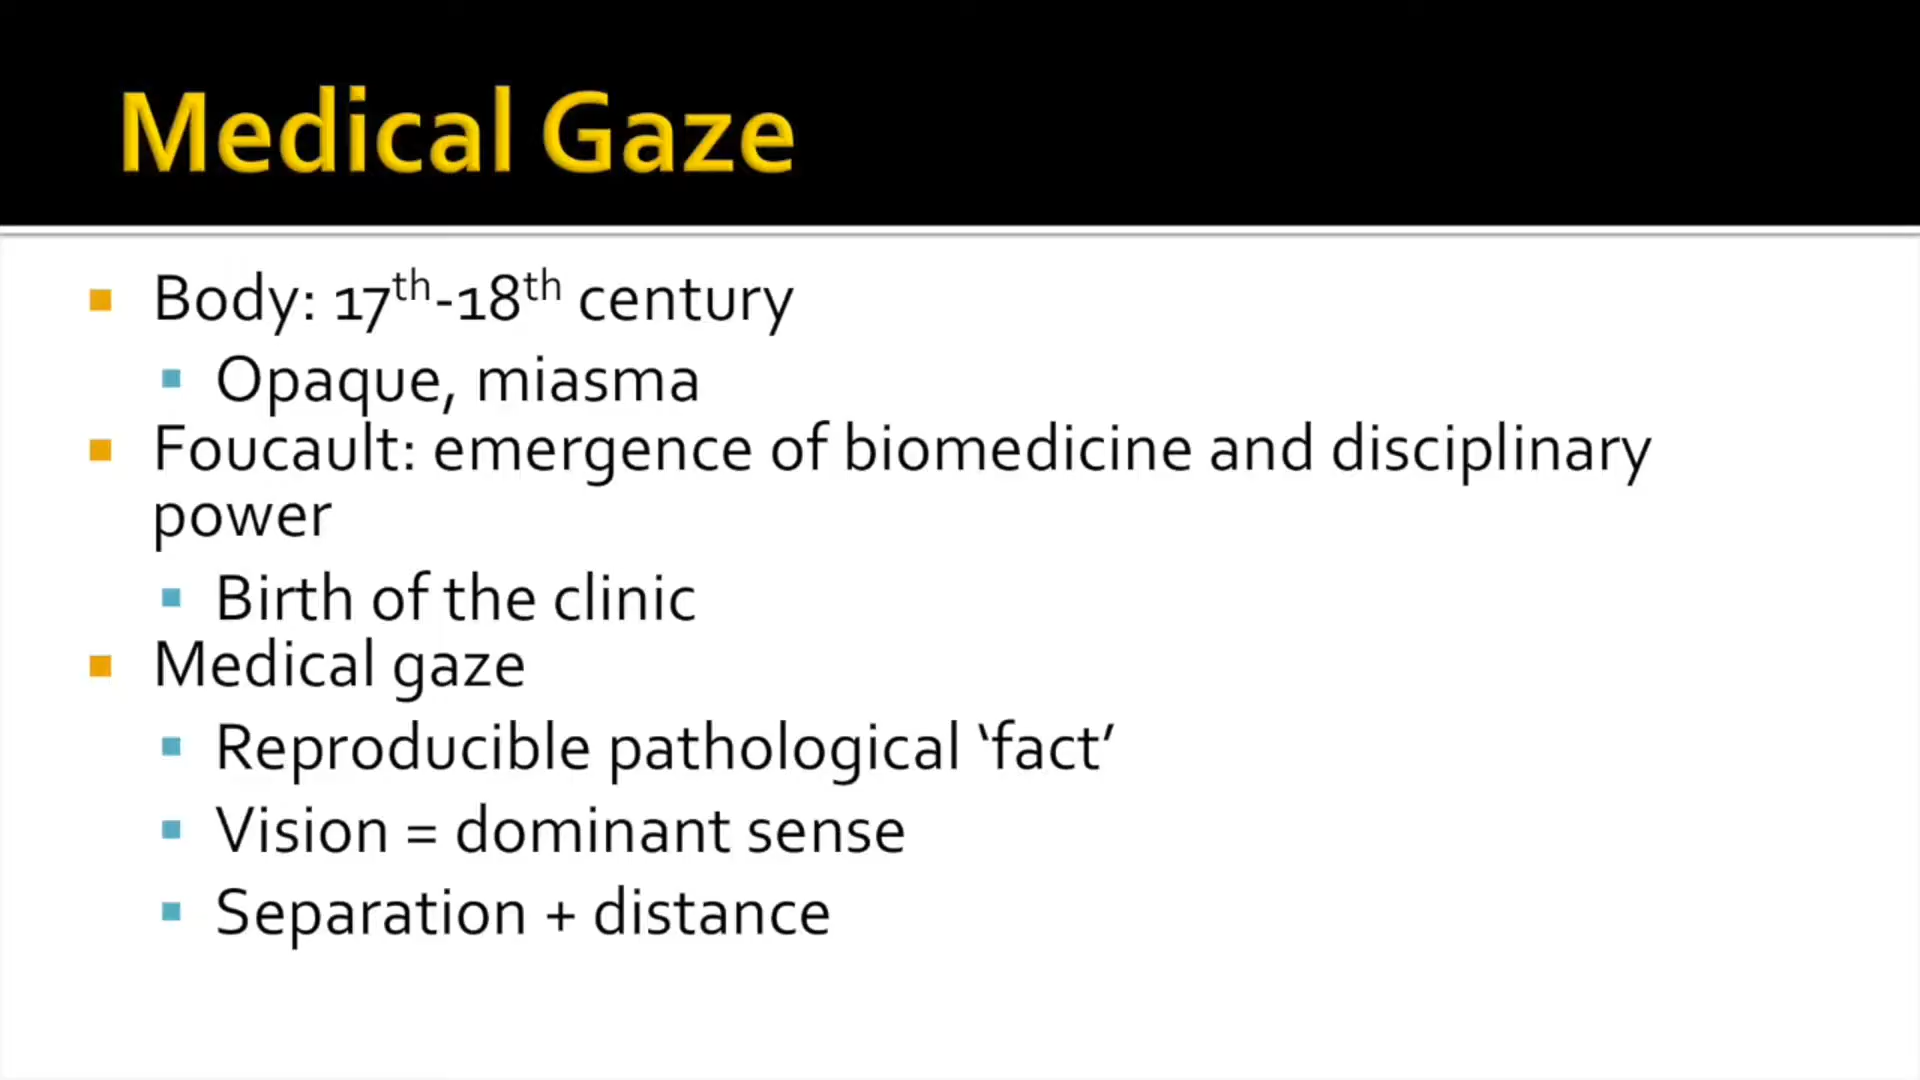 Medical Gaze
Body: 17th-18th century
Opaque, miasma
Foucault: emergence of biomedicine and disciplinary
power
Birth of the clinic
Medical gaze
Reproducible pathological ‘fact’
Vision = dominant sense
Separation + distance